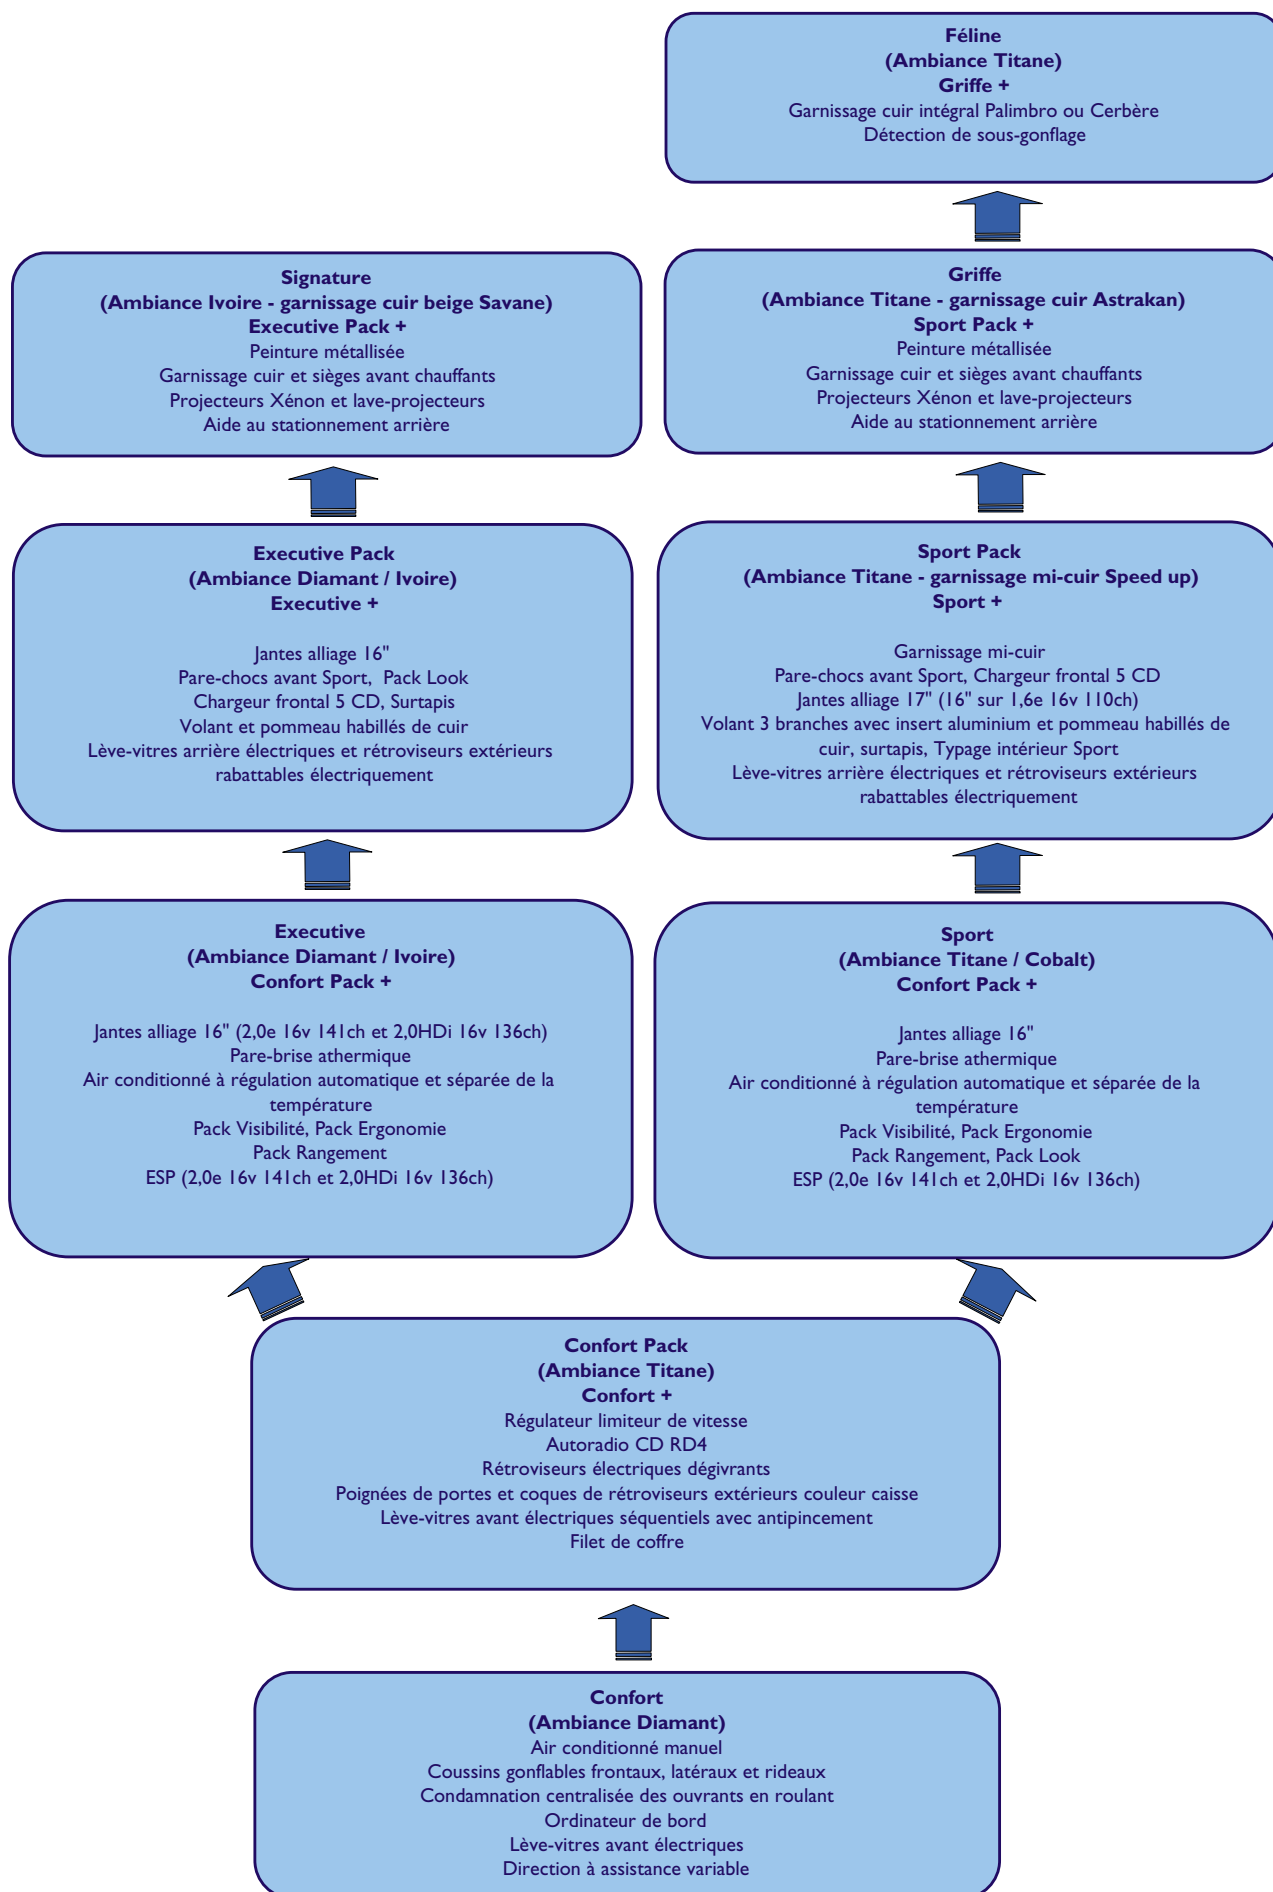 Féline
(Ambiance Titane)
Griffe +
Garnissage cuir intégral Palimbro ou Cerbère
Détection de sous-gonflage
Signature
(Ambiance Ivoire - garnissage cuir beige Savane)
Executive Pack +
Peinture métallisée
Garnissage cuir et sièges avant chauffants
Projecteurs Xénon et lave-projecteurs
Aide au stationnement arrière
Griffe
(Ambiance Titane - garnissage cuir Astrakan)
Sport Pack +
Peinture métallisée
Garnissage cuir et sièges avant chauffants
Projecteurs Xénon et lave-projecteurs
Aide au stationnement arrière
Executive Pack
(Ambiance Diamant / Ivoire)
Executive +
Jantes alliage 16"
Pare-chocs avant Sport, Pack Look
Chargeur frontal 5 CD, Surtapis
Volant et pommeau habillés de cuir
Lève-vitres arrière électriques et rétroviseurs extérieurs
rabattables électriquement
Sport Pack
(Ambiance Titane - garnissage mi-cuir Speed up)
Sport +
Garnissage mi-cuir
Pare-chocs avant Sport, Chargeur frontal 5 CD
Jantes alliage 17" (16" sur 1,6e 16v 110ch)
Volant 3 branches avec insert aluminium et pommeau habillés de
cuir, surtapis, Typage intérieur Sport
Lève-vitres arrière électriques et rétroviseurs extérieurs
rabattables électriquement
Executive
(Ambiance Diamant / Ivoire)
Confort Pack +
Jantes alliage 16" (2,0e 16v 141ch et 2,0HDi 16v 136ch)
Pare-brise athermique
Air conditionné à régulation automatique et séparée de la
température
Pack Visibilité, Pack Ergonomie
Pack Rangement
ESP (2,0e 16v 141ch et 2,0HDi 16v 136ch)
Sport
(Ambiance Titane / Cobalt)
Confort Pack +
Jantes alliage 16"
Pare-brise athermique
Air conditionné à régulation automatique et séparée de la
température
Pack Visibilité, Pack Ergonomie
Pack Rangement, Pack Look
ESP (2,0e 16v 141ch et 2,0HDi 16v 136ch)
Confort Pack
(Ambiance Titane)
Confort +
Régulateur limiteur de vitesse
Autoradio CD RD4
Rétroviseurs électriques dégivrants
Poignées de portes et coques de rétroviseurs extérieurs couleur caisse
Lève-vitres avant électriques séquentiels avec antipincement
Filet de coffre
Confort
(Ambiance Diamant)
Air conditionné manuel
Coussins gonflables frontaux, latéraux et rideaux
Condamnation centralisée des ouvrants en roulant
Ordinateur de bord
Lève-vitres avant électriques
Direction à assistance variable